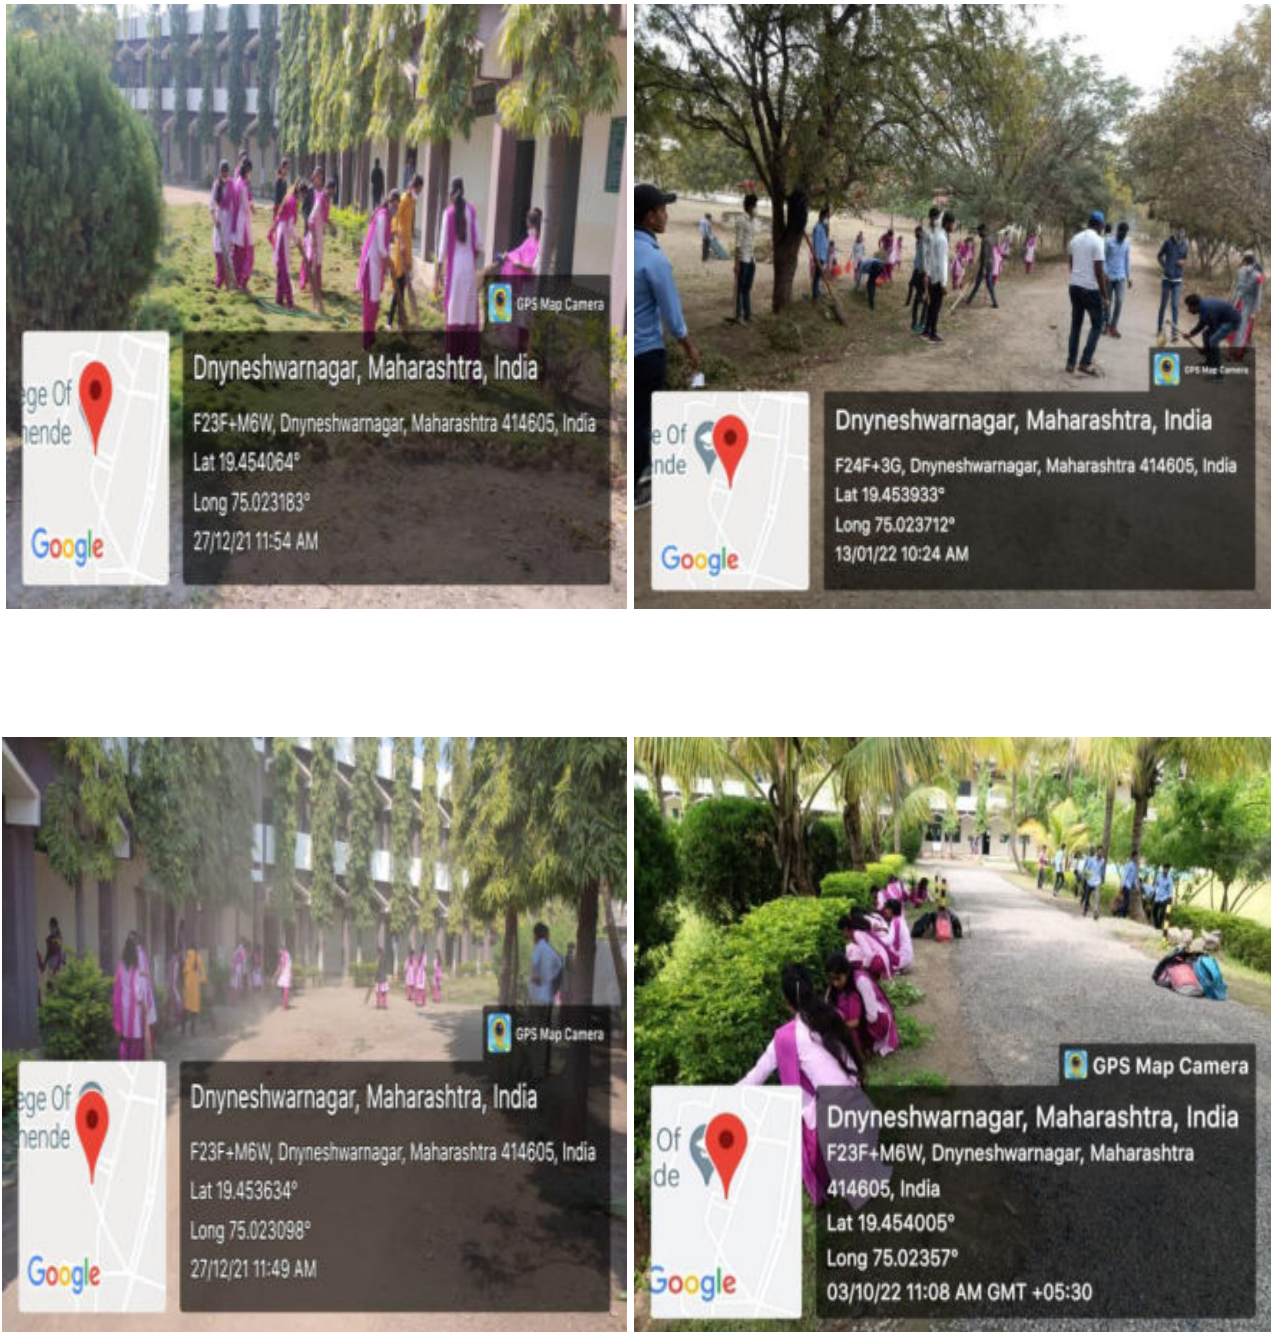 GPS Map Camera
Dnyneshwarnagar, Maharashtra, India
ege Of
F23F+M6W, Dnyneshwarnagar, Maharashtra 414605, India
Lat 19.454064°
Long 75.023183°
Google
27/12/21 11:54 AM
GPS Map Camera
Dnyneshwarnagar, Maharashtra, India
e Of
F24F+3G, Dnyneshwarnagar, Maharashtra 414605, India
Lat 19.453933°
Long 75.023712°
Google
13/01/22 10:24 AM
GPS Map Camera
Dnyneshwarnagar, Maharashtra, India
ege Of
F23F+M6W, Dnyneshwarnagar, Maharashtra 414605, India
Lat 19.453634°
Long 75.023098°
Google
27/12/21 11:49 AM
GPS Map Camera
Dnyneshwarnagar, Maharashtra, India
Of
de
F23F+M6W, Dnyneshwarnagar, Maharashtra
414605, India
Lat 19.454005°
Long 75.02357°
Google
03/10/22 11:08 AM GMT +05:30